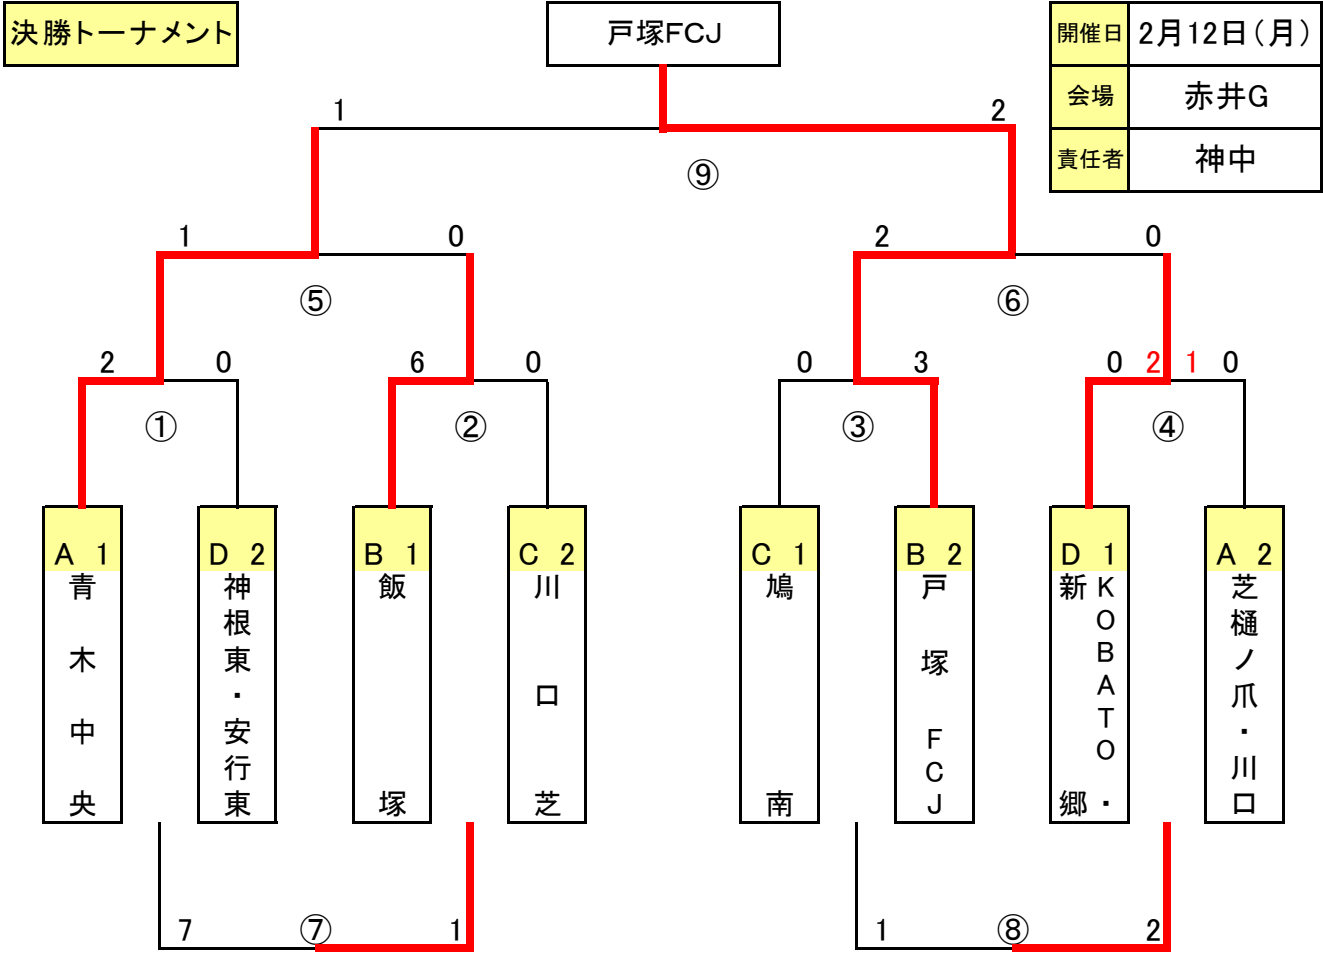 決勝トーナメント
戸塚FCJ
開催日 2月12日(月)
会場 赤井G
責任者 神中
1 2
⑨
1 0 2 0
⑤ ⑥
2 0 6 0 0 3 0 2 1 0
① ② ③ ④
A 1 D 2 B 1 C 2 C 1 B 2 D 1 A 2
青木中央
神根東・安行東
飯塚
川口芝
鳩南
戸塚FCJ
KOBATO・
新郷
芝樋ノ爪・川口
7 ⑦ 1 1 ⑧ 2